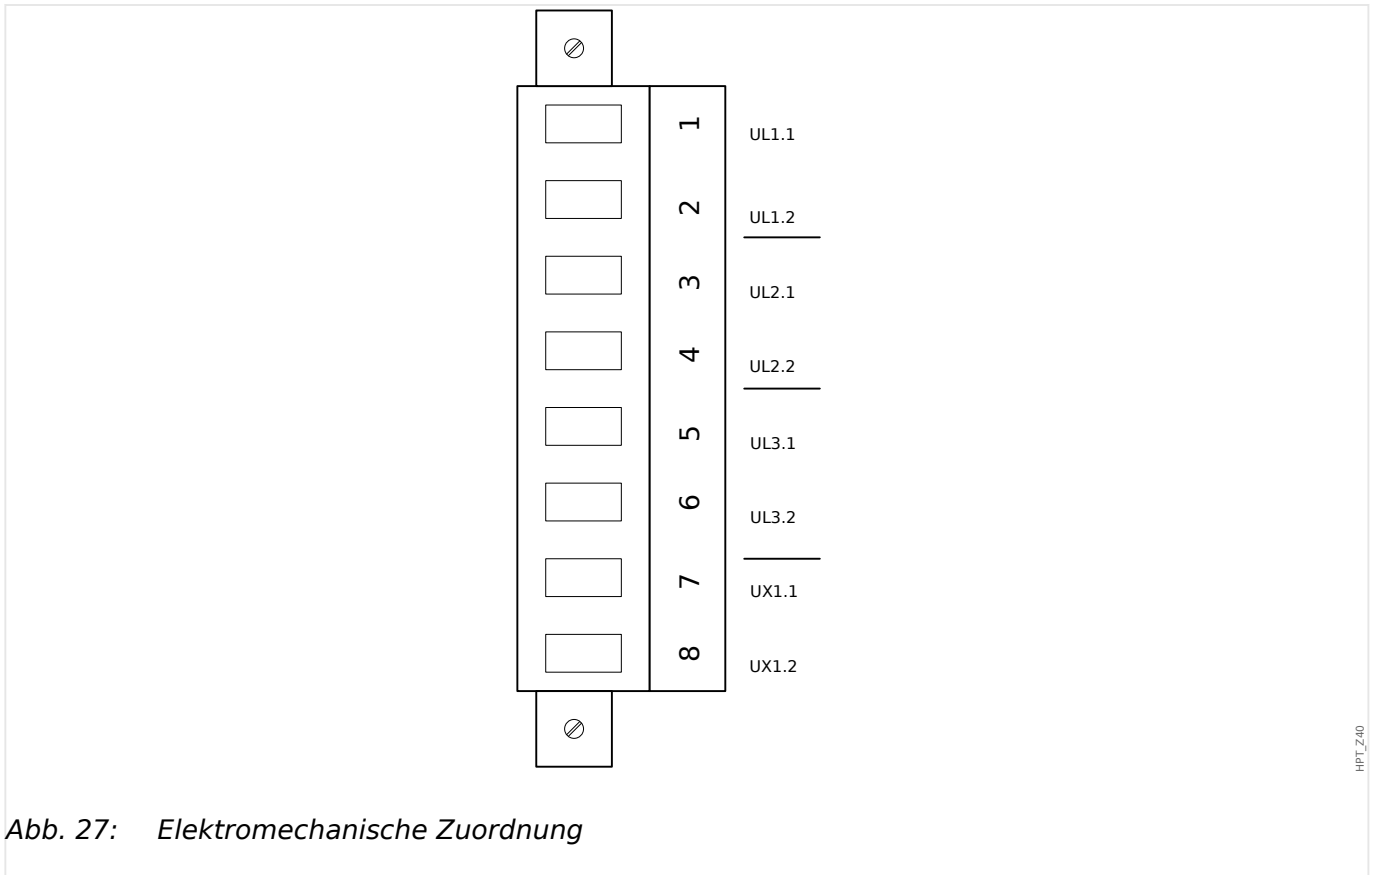 1 UL1.1
2 UL1.2
3 UL2.1
4 UL2.2
5 UL3.1
6 UL3.2
7 UX1.1
8 UX1.2
HPT_Z40
Abb. 27: Elektromechanische Zuordnung